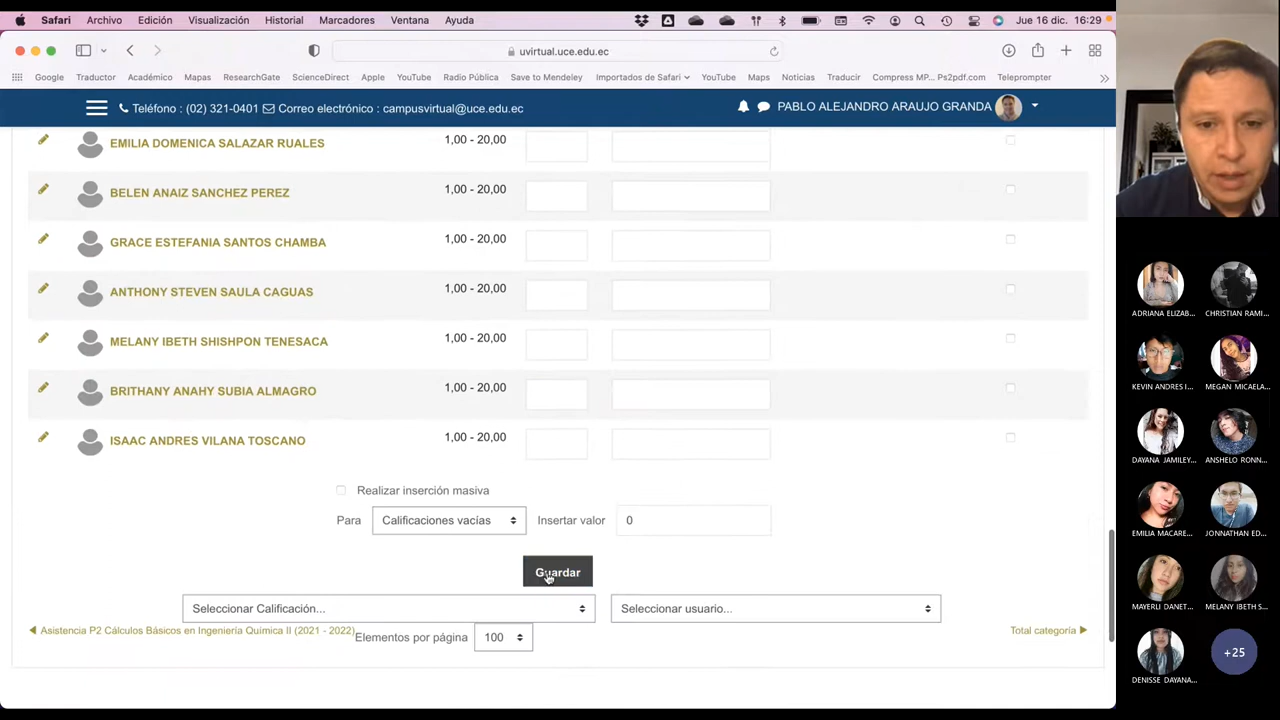 Safari Archivo Edición Visualización Historial Marcadores Ventana Ayuda Jue 16 dic. 16:29
uvirtual.uce.edu.ec
Google Traductor Académico Mapas ResearchGate ScienceDirect Apple YouTube Radio Pública Save to Mendeley Importados de Safari YouTube Maps Noticias Traducir Compress MP... Ps2pdf.com Teleprompter
Teléfono : (02) 321-0401 Correo electrónico : campusvirtual@uce.edu.ec PABLO ALEJANDRO ARAUJO GRANDA
EMILIA DOMENICA SALAZAR RUALES 1,00 - 20,00
BELEN ANAIZ SANCHEZ PEREZ 1,00 - 20,00
GRACE ESTEFANIA SANTOS CHAMBA 1,00 - 20,00
ANTHONY STEVEN SAULA CAGUAS 1,00 - 20,00
MELANY IBETH SHISHPON TENESACA 1,00 - 20,00
BRITHANY ANAHY SUBIA ALMAGRO 1,00 - 20,00
ISAAC ANDRES VILANA TOSCANO 1,00 - 20,00
Realizar inserción masiva
Para Calificaciones vacías Insertar valor 0
Guardar
Seleccionar Calificación... Seleccionar usuario...
Asistencia P2 Cálculos Básicos en Ingeniería Química II (2021 - 2022) Elementos por página 100 Total categoría
ADRIANA ELIZAB... CHRISTIAN RAMI...
KEVIN ANDRES I... MEGAN MICAELA...
DAYANA JAMILEY... ANSHELO RONN...
EMILIA MACARE... JONNATHAN ED...
MAYERLI DANET... MELANY IBETH S...
DENISSE DAYANA... +25